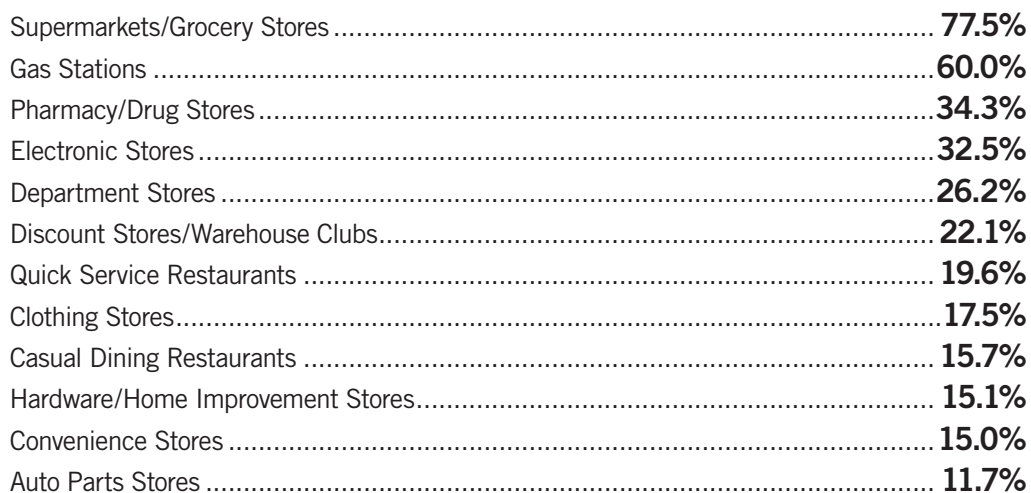 Supermarkets/Grocery Stores 77.5%
Gas Stations 60.0%
Pharmacy/Drug Stores 34.3%
Electronic Stores 32.5%
Department Stores 26.2%
Discount Stores/Warehouse Clubs 22.1%
Quick Service Restaurants 19.6%
Clothing Stores 17.5%
Casual Dining Restaurants 15.7%
Hardware/Home Improvement Stores 15.1%
Convenience Stores 15.0%
Auto Parts Stores 11.7%